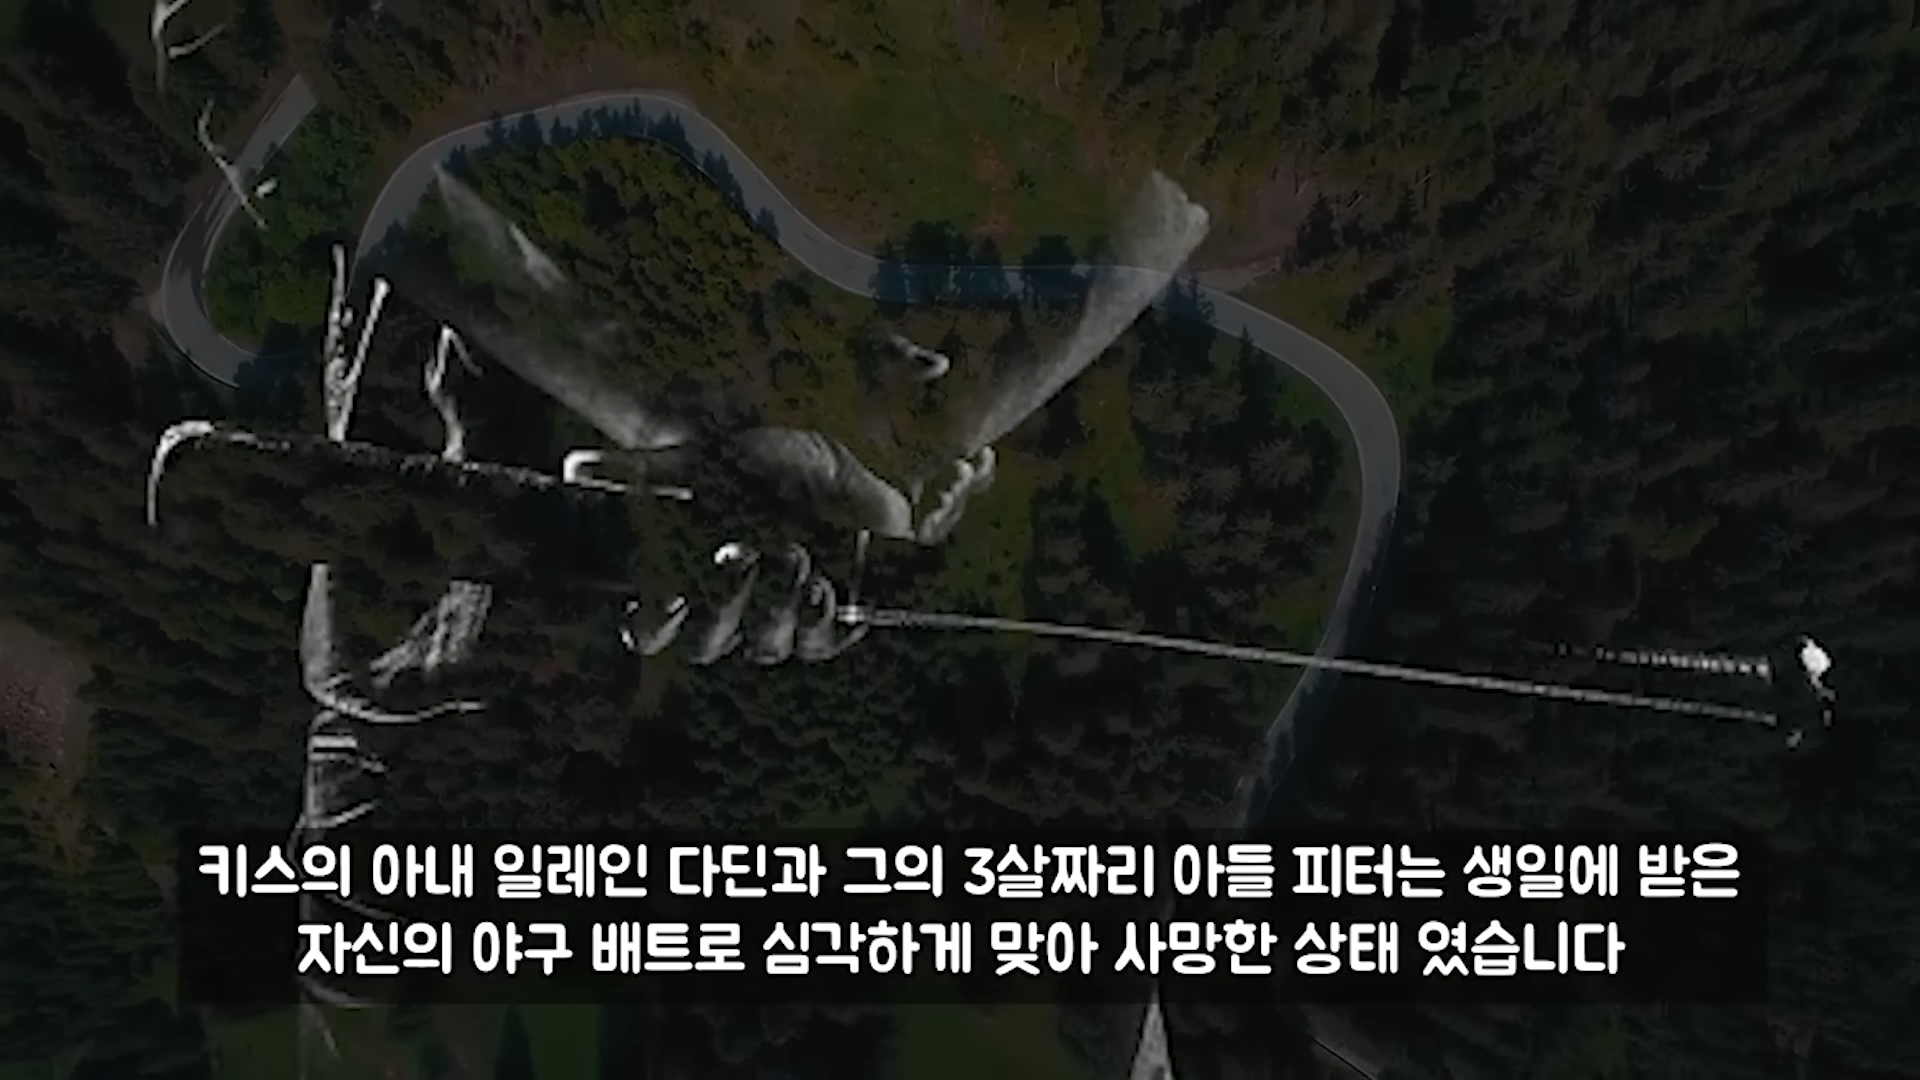 키스의 아내 일레인 다딘과 그의 3살짜리 아들 피터는 생일에 받은
자신의 야구 배트로 심각하게 맞아 사망한 상태 였습니다